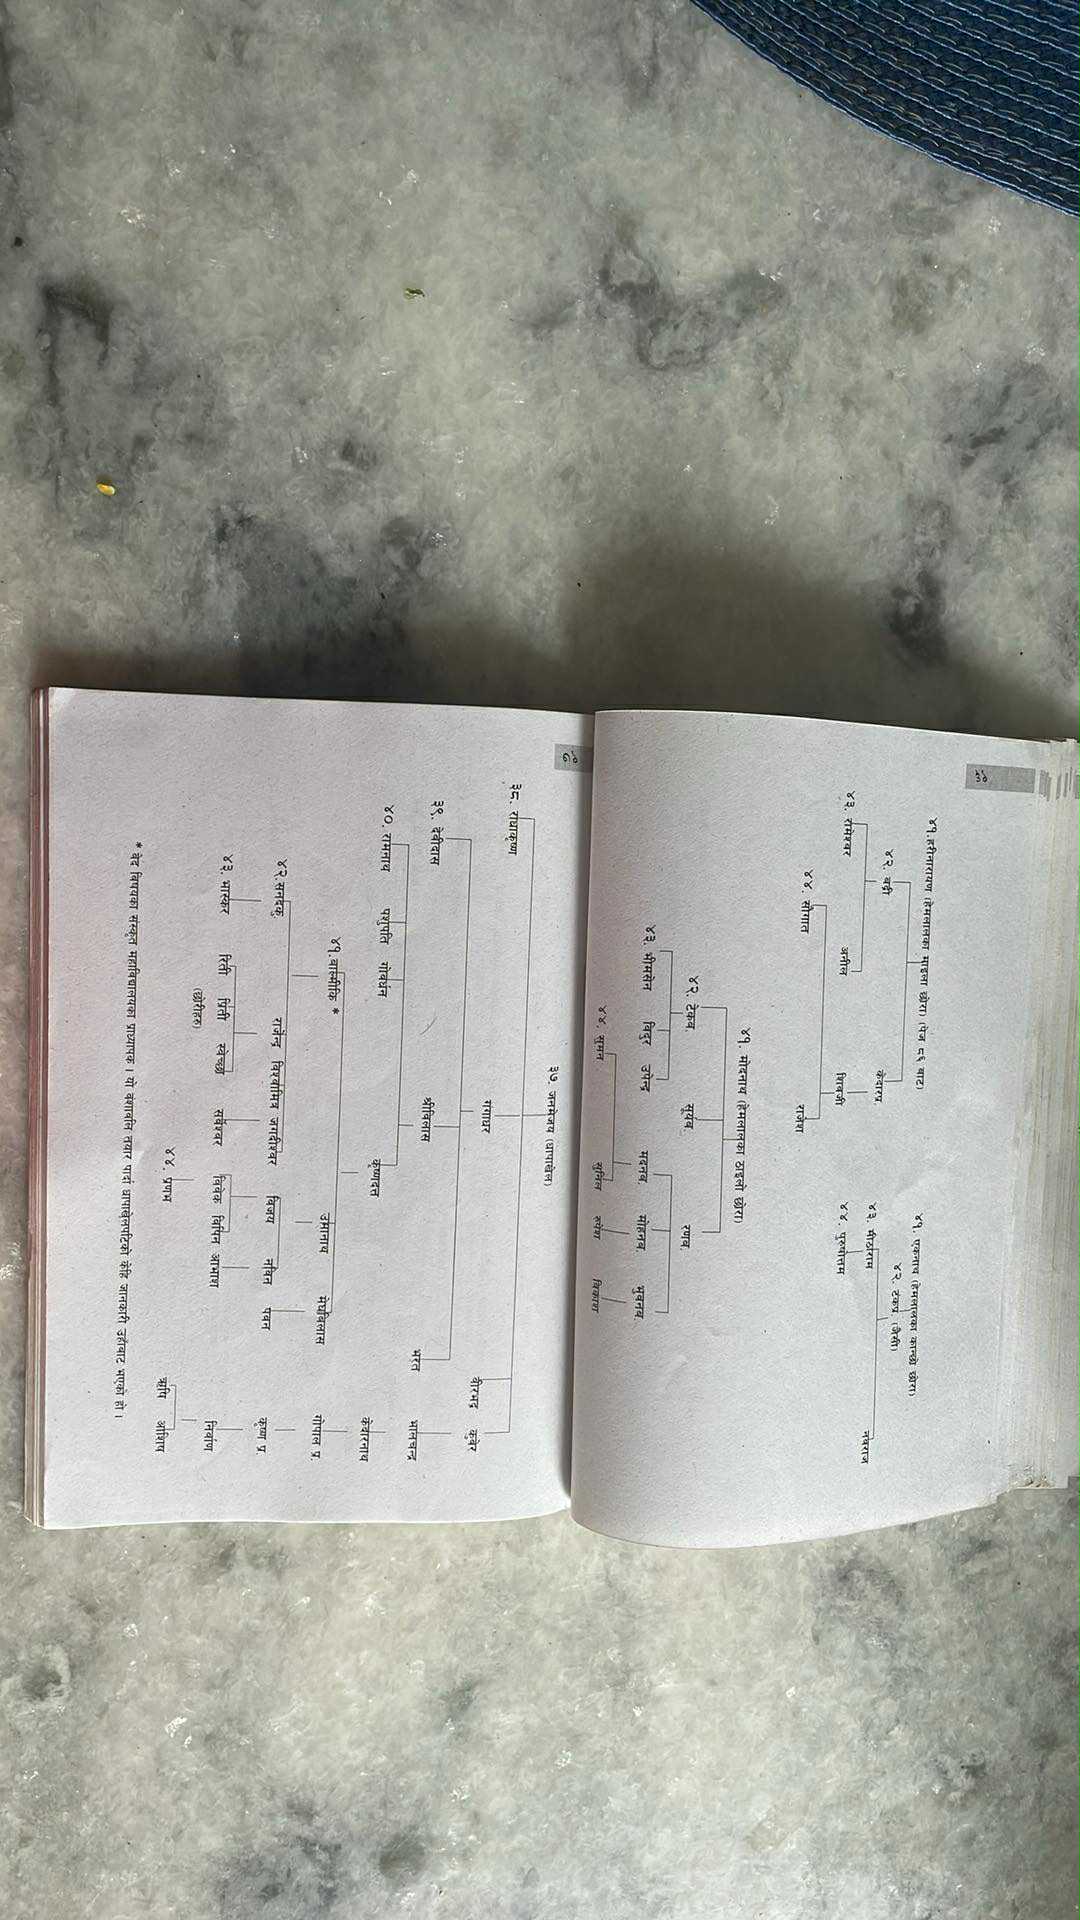 ९६
४१.हरीनारायण (हेमलालका माइला छोरा) (पेज ८६ बाट)
४२. बद्री केदारप्र.
४३. रामेश्वर अनील शिवजी
४४. सौगात राजेश
४१. एकनाथ (हेमलालका कान्छो छोरा)
४२. टंकप्र. (जैसी)
४३. मीठाराम नवराज
४४. पुरुषोत्तम
४१. मोदनाथ (हेमलालका ठाइलो छोरा)
४२. टेकब. सूर्यब. रणब.
४३. भीमसेन विदुर उपेन्द्र मदनब. मोहनब. भुवनब.
४४. सुमन सुनिल रुपेश विकाश
९७
३७. जनमेजय (धापाखेल)
३८. राधाकृष्ण गंगाधर वीरभद्र कुवेर
३९. देवीदास श्रीविलास भरत भालचन्द्र
४०. रामनाथ पशुपति गोवर्धन कृष्णदत्त केदारनाथ
४१.वाल्मीकि * उमानाथ मेघबिलास गोपाल प्र.
४२.सनदकु. राजेन्द्र विश्वामित्र जगदीश्वर विजय नविन पवन कृष्ण प्र.
४३. भास्कर रिती प्रिती स्वेच्छा सर्वेश्वर विवेक विपिन आभाश निर्वाण
(छोरीहरु)
४४. प्रणभ ऋषि आशिष
* वेद विषयका संस्कृत महाविद्यालयका प्राध्यापक । यो वंशावलि तयार पार्दा धापाखेलपटिको केहि जानकारी उहाँबाट भएको हो ।